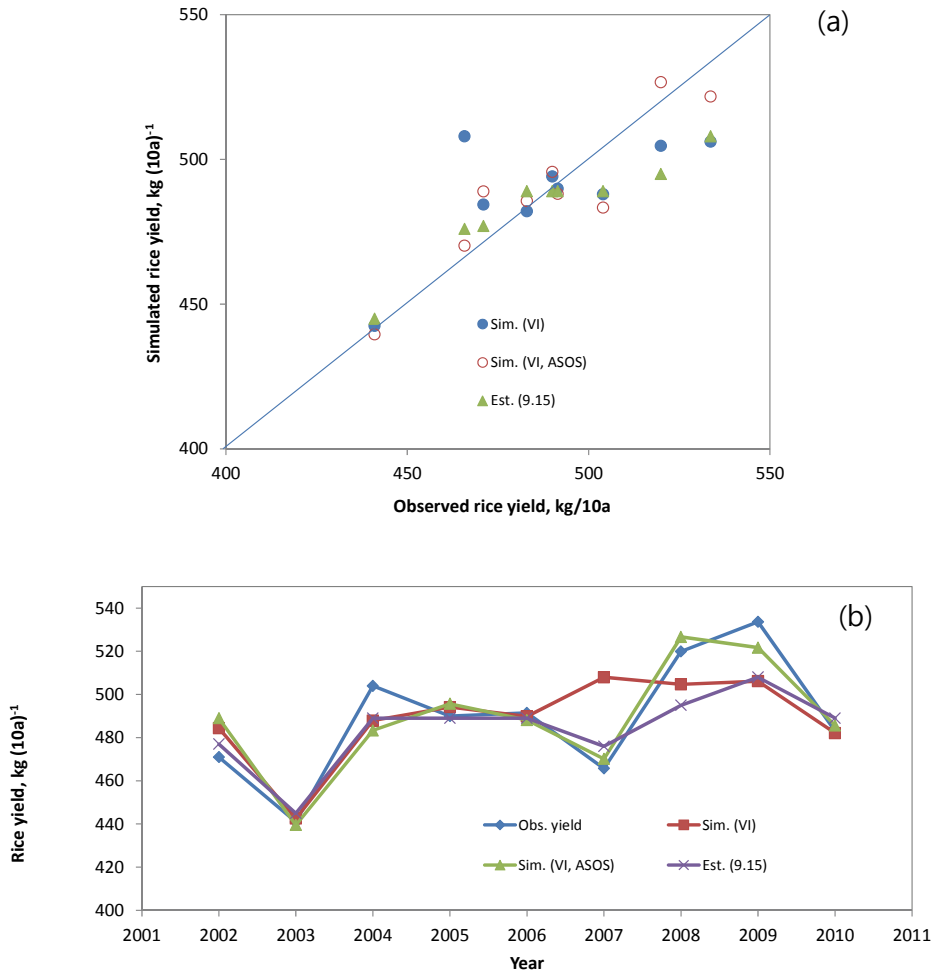 (a)
550
500
450
400
Simulated rice yield, kg (10a)-1
Sim. (VI)
Sim. (VI, ASOS)
Est. (9.15)
400 450 500 550
Observed rice yield, kg/10a
(b)
540
520
500
480
460
440
420
400
Rice yield, kg (10a)-1
Obs. yield Sim. (VI)
Sim. (VI, ASOS) Est. (9.15)
2001 2002 2003 2004 2005 2006 2007 2008 2009 2010 2011
Year